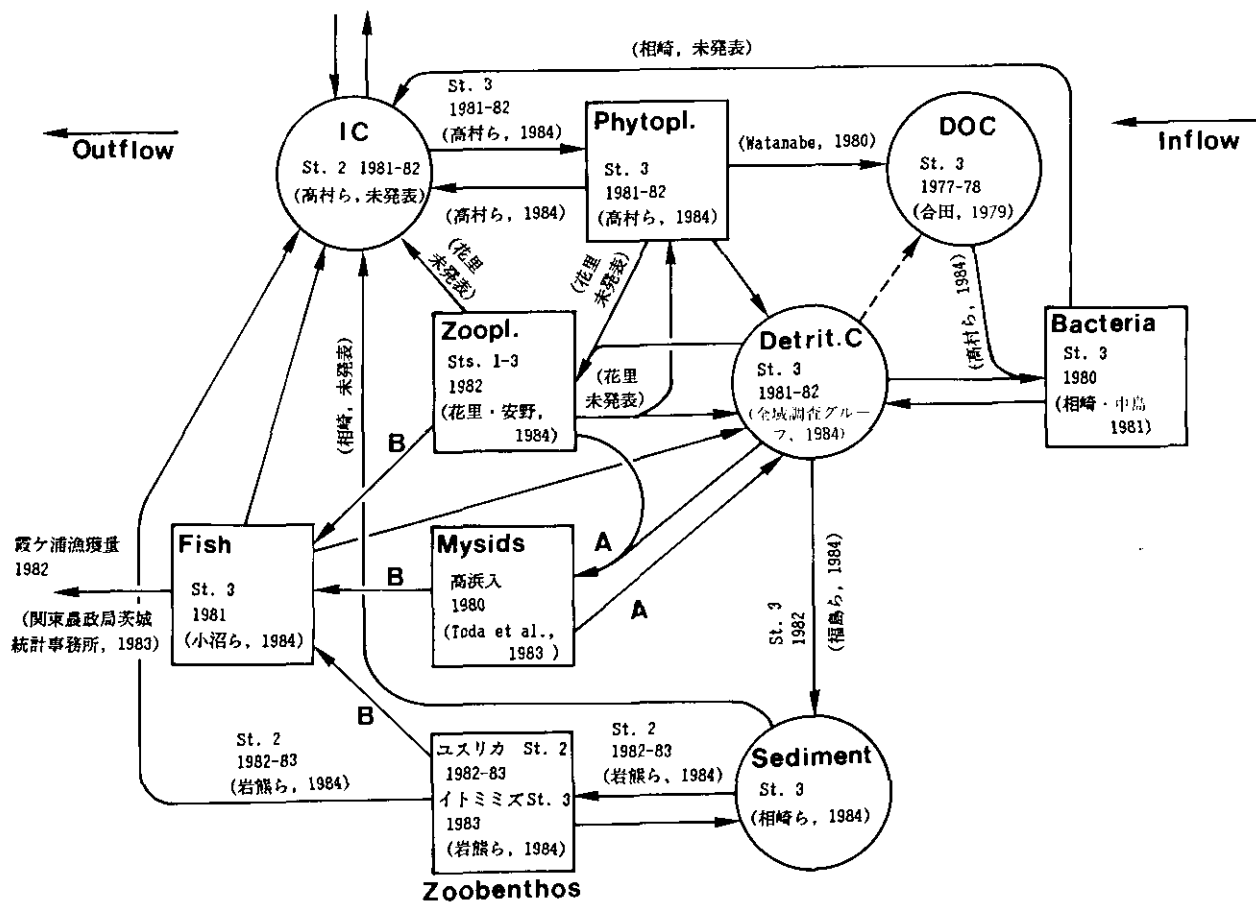 (相崎, 未発表)
St. 3
1981-82
(高村ら, 1984)
Outflow
IC
St. 2 1981-82
(高村ら, 未発表)
(高村ら, 1984)
Phytopl.
St. 3
1981-82
(高村ら, 1984)
(Watanabe, 1980)
DOC
St. 3
1977-78
(合田, 1979)
Inflow
(花里
未発表)
(花里
未発表)
(高村ら, 1984)
Zoopl.
Sts. 1-3
1982
(花里・安野,
1984)
(花里
未発表)
Detrit.C
St. 3
1981-82
(全域調査グルー
プ, 1984)
Bacteria
St. 3
1980
(相崎・中島
1981)
(相崎, 未発表)
B
霞ケ浦漁獲量
1982
(関東農政局茨城
統計事務所, 1983)
Fish
St. 3
1981
(小沼ら, 1984)
B
Mysids
高浜入
1980
(Toda et al.,
1983)
A
A
St. 3
1982
(福島ら, 1984)
B
St. 2
1982-83
(岩熊ら, 1984)
ユスリカ St. 2
1982-83
イトミミズ St. 3
1983
(岩熊ら, 1984)
Zoobenthos
St. 2
1982-83
(岩熊ら, 1984)
Sediment
St. 3
(相崎ら, 1984)